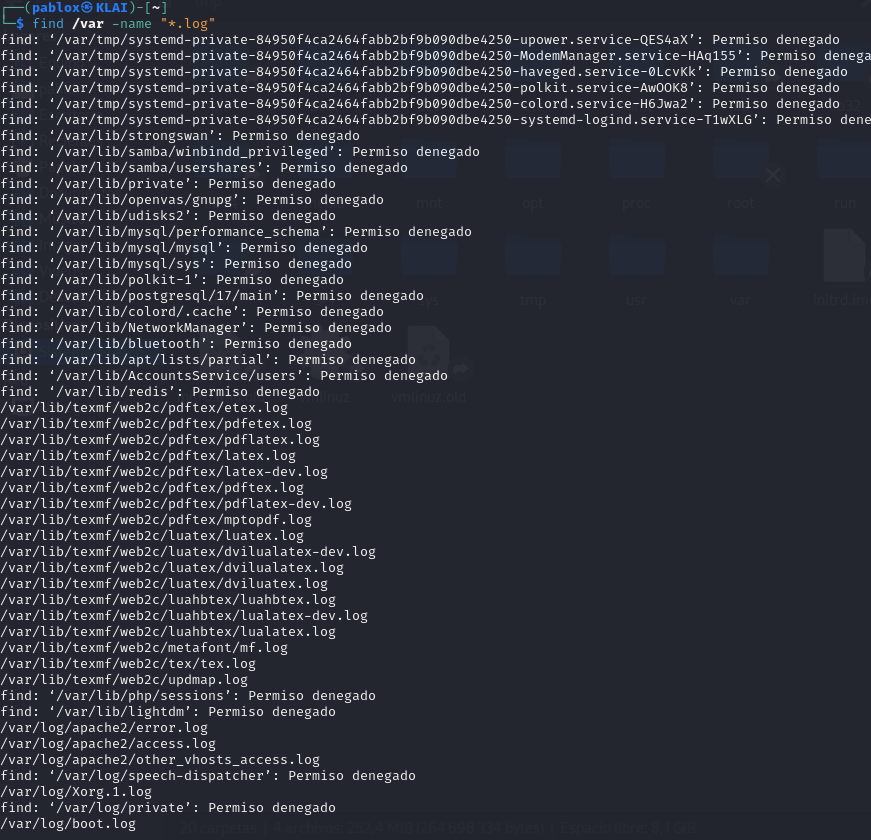 ┌──(pablox㉿KLAI)-[~]
└─$ find /var -name "*.log"
find: ‘/var/tmp/systemd-private-84950f4ca2464fabb2bf9b090dbe4250-upower.service-QES4aX’: Permiso denegado
find: ‘/var/tmp/systemd-private-84950f4ca2464fabb2bf9b090dbe4250-ModemManager.service-HAq155’: Permiso denega
find: ‘/var/tmp/systemd-private-84950f4ca2464fabb2bf9b090dbe4250-haveged.service-0LcvKk’: Permiso denegado
find: ‘/var/tmp/systemd-private-84950f4ca2464fabb2bf9b090dbe4250-polkit.service-AwOOK8’: Permiso denegado
find: ‘/var/tmp/systemd-private-84950f4ca2464fabb2bf9b090dbe4250-colord.service-H6Jwa2’: Permiso denegado
find: ‘/var/tmp/systemd-private-84950f4ca2464fabb2bf9b090dbe4250-systemd-logind.service-T1wXLG’: Permiso dene
find: ‘/var/lib/strongswan’: Permiso denegado
find: ‘/var/lib/samba/winbindd_privileged’: Permiso denegado
find: ‘/var/lib/samba/usershares’: Permiso denegado
find: ‘/var/lib/private’: Permiso denegado
find: ‘/var/lib/openvas/gnupg’: Permiso denegado
find: ‘/var/lib/udisks2’: Permiso denegado
find: ‘/var/lib/mysql/performance_schema’: Permiso denegado
find: ‘/var/lib/mysql/mysql’: Permiso denegado
find: ‘/var/lib/mysql/sys’: Permiso denegado
find: ‘/var/lib/polkit-1’: Permiso denegado
find: ‘/var/lib/postgresql/17/main’: Permiso denegado
find: ‘/var/lib/colord/.cache’: Permiso denegado
find: ‘/var/lib/NetworkManager’: Permiso denegado
find: ‘/var/lib/bluetooth’: Permiso denegado
find: ‘/var/lib/apt/lists/partial’: Permiso denegado
find: ‘/var/lib/AccountsService/users’: Permiso denegado
find: ‘/var/lib/redis’: Permiso denegado
/var/lib/texmf/web2c/pdftex/etex.log
/var/lib/texmf/web2c/pdftex/pdfetex.log
/var/lib/texmf/web2c/pdftex/pdflatex.log
/var/lib/texmf/web2c/pdftex/latex.log
/var/lib/texmf/web2c/pdftex/latex-dev.log
/var/lib/texmf/web2c/pdftex/pdftex.log
/var/lib/texmf/web2c/pdftex/pdflatex-dev.log
/var/lib/texmf/web2c/pdftex/mptopdf.log
/var/lib/texmf/web2c/luatex/luatex.log
/var/lib/texmf/web2c/luatex/dvilualatex-dev.log
/var/lib/texmf/web2c/luatex/dvilualatex.log
/var/lib/texmf/web2c/luatex/dviluatex.log
/var/lib/texmf/web2c/luahbtex/luahbtex.log
/var/lib/texmf/web2c/luahbtex/lualatex-dev.log
/var/lib/texmf/web2c/luahbtex/lualatex.log
/var/lib/texmf/web2c/metafont/mf.log
/var/lib/texmf/web2c/tex/tex.log
/var/lib/texmf/web2c/updmap.log
find: ‘/var/lib/php/sessions’: Permiso denegado
find: ‘/var/lib/lightdm’: Permiso denegado
/var/log/apache2/error.log
/var/log/apache2/access.log
/var/log/apache2/other_vhosts_access.log
find: ‘/var/log/speech-dispatcher’: Permiso denegado
/var/log/Xorg.1.log
find: ‘/var/log/private’: Permiso denegado
/var/log/boot.log
mnt
opt
proc
root
run
tmp
usr
var
vmlinuz.old